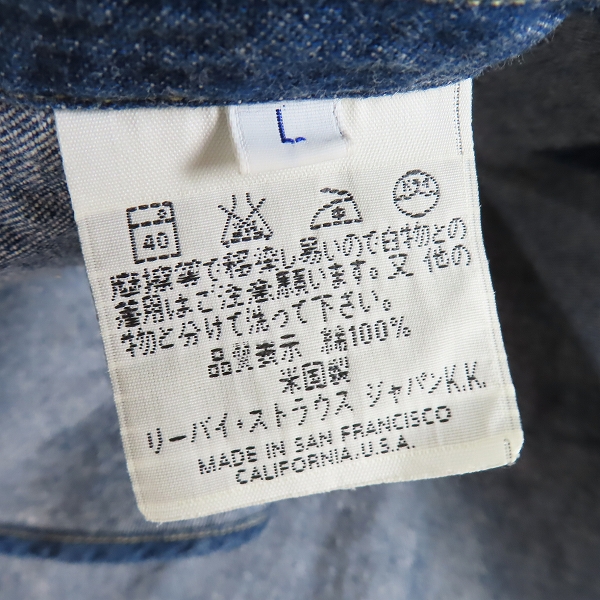 L
40
ドライ
摩擦等で移染し易いので白物との
着用はご注意願います。又 他の
物と分けて洗って下さい。
品質表示 綿100%
米国製
リーバイ・ストラウス ジャパンK.K.
MADE IN SAN FRANCISCO
CALIFORNIA.U.S.A.